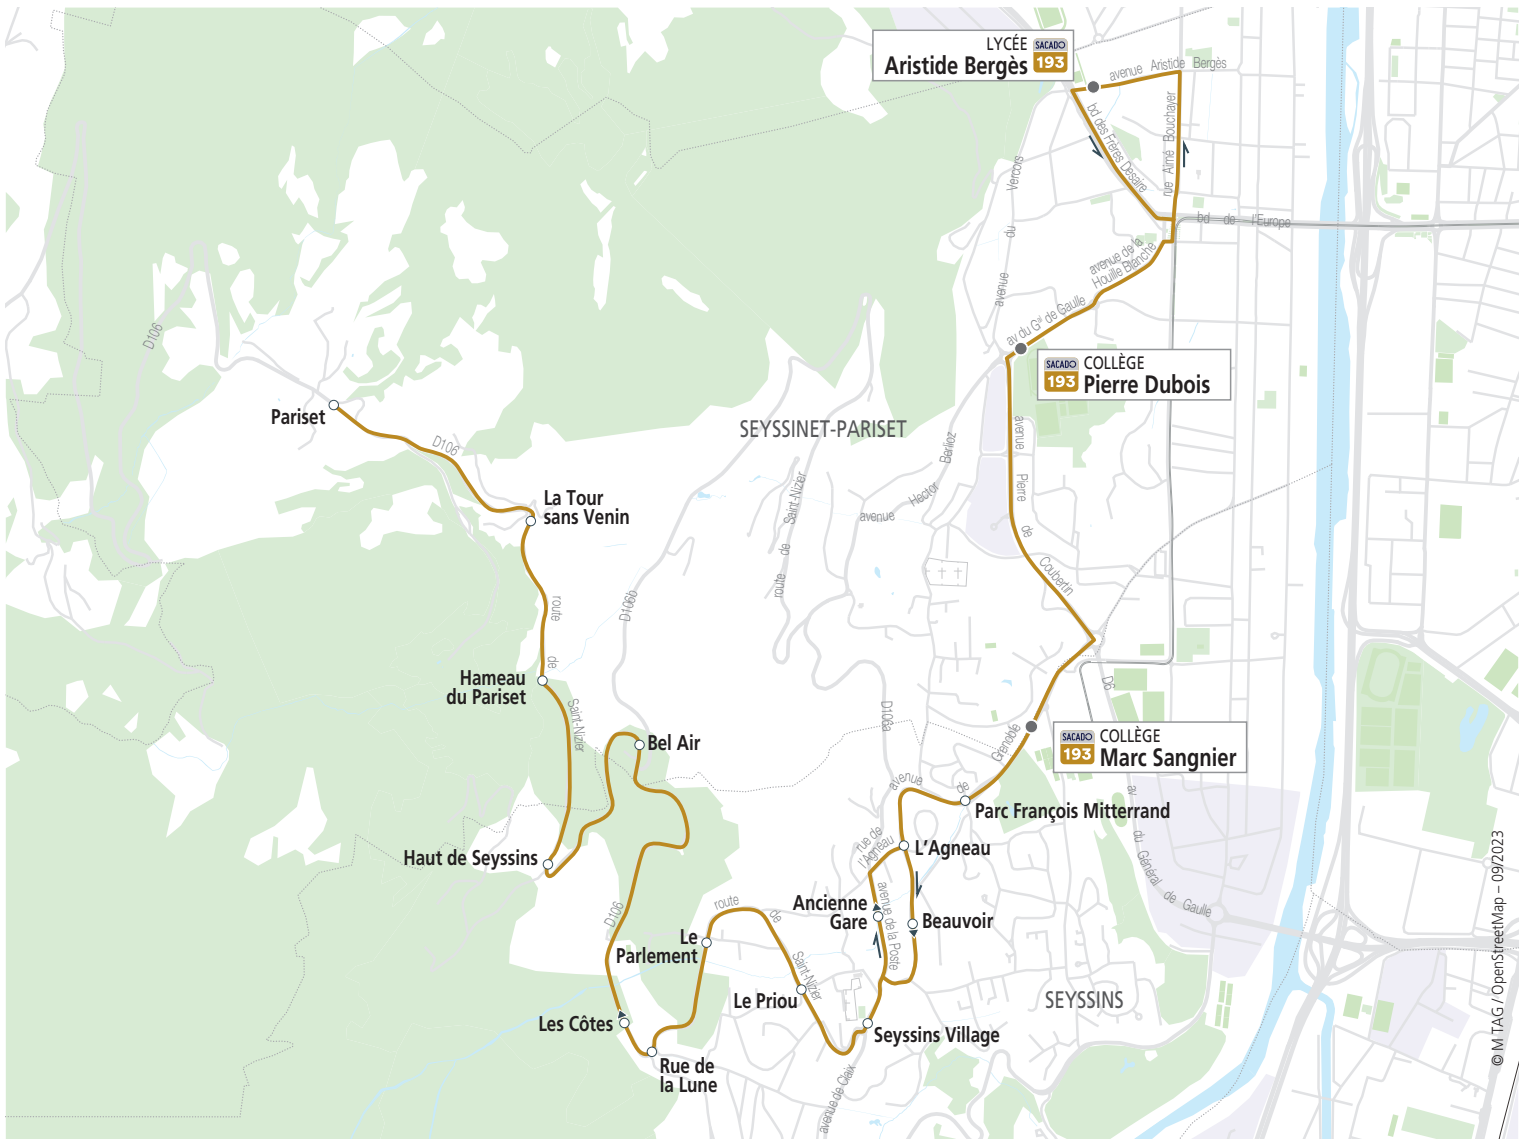 LYCÉE
Aristide Bergès
SACADO
193
avenue Aristide Bergès
bd des Frères Desaire
rue Aimé Bouchayer
bd de l'Europe
avenue du Vercors
avenue de la
Houille Blanche
av du Gal de Gaulle
SACADO
193
COLLÈGE
Pierre Dubois
D106
Pariset
D106
SEYSSINET-PARISET
avenue Hector Berlioz
avenue Pierre de Coubertin
La Tour
sans Venin
route de Saint-Nizier
D106b
route de Saint-Nizier
Hameau
du Pariset
D106a
D6
Bel Air
avenue de Grenoble
SACADO
193
COLLÈGE
Marc Sangnier
Parc François Mitterrand
av du Général de Gaulle
rue de
l'Agneau
L'Agneau
Haut de Seyssins
D106
route de Saint-Nizier
Ancienne
Gare
avenue de la Poste
Beauvoir
Le
Parlement
Le Priou
SEYSSINS
Les Côtes
Seyssins Village
Rue de
la Lune
avenue de Claix
© M TAG / OpenStreetMap – 09/2023